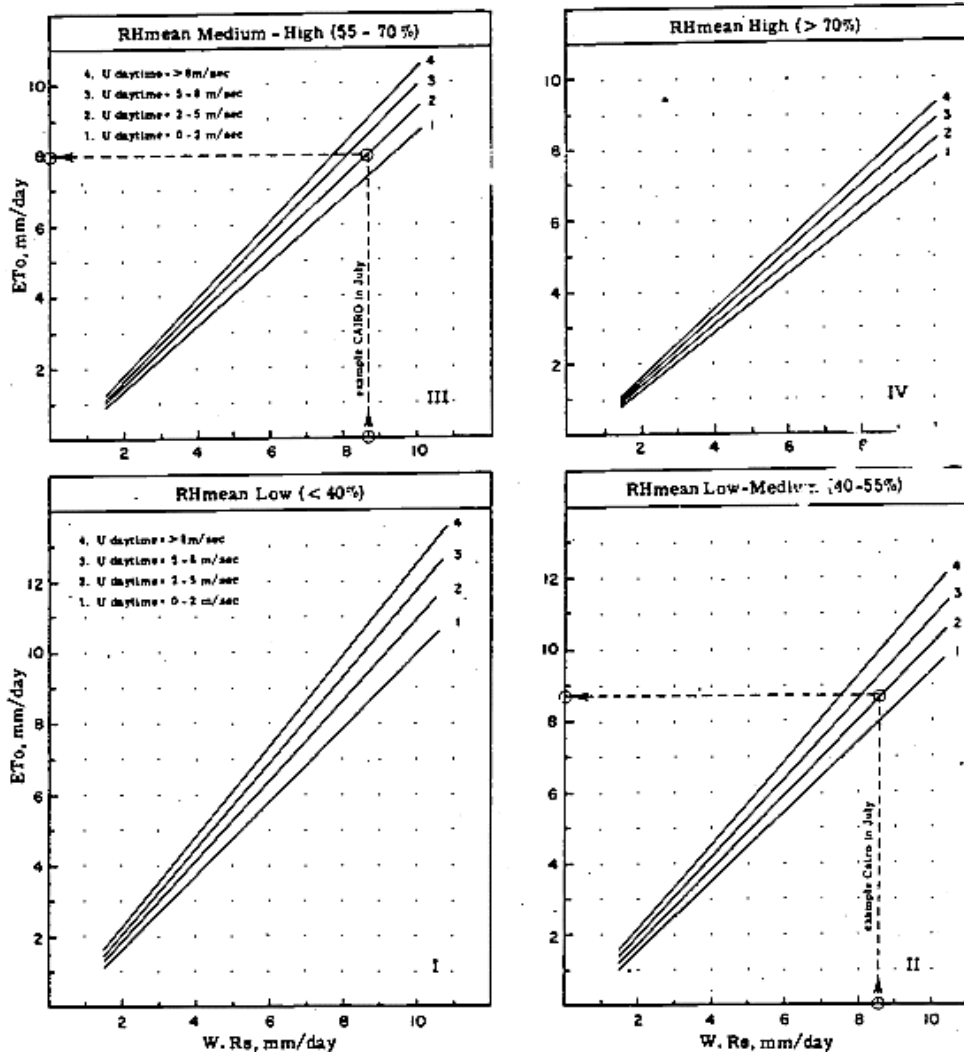 RHmean Medium - High (55 - 70%)
4. U daytime = >8m/sec
3. U daytime = 5-8 m/sec
2. U daytime = 2-5 m/sec
1. U daytime = 0-2 m/sec
10
8
6
4
2
ETo, mm/day
4
3
2
1
example CAIRO in July
III
2
4
6
8
10
RHmean High (> 70%)
10
8
6
4
2
4
3
2
1
IV
2
4
6
10
RHmean Low (< 40%)
4. U daytime = >8m/sec
3. U daytime = 5-8 m/sec
2. U daytime = 2-5 m/sec
1. U daytime = 0-2 m/sec
12
10
8
6
4
2
ETo, mm/day
4
3
2
1
I
2
4
6
8
10
W. Rs, mm/day
RHmean Low-Medium (40-55%)
12
10
8
6
4
2
4
3
2
1
example Cairo in July
II
2
4
6
8
10
W. Rs, mm/day